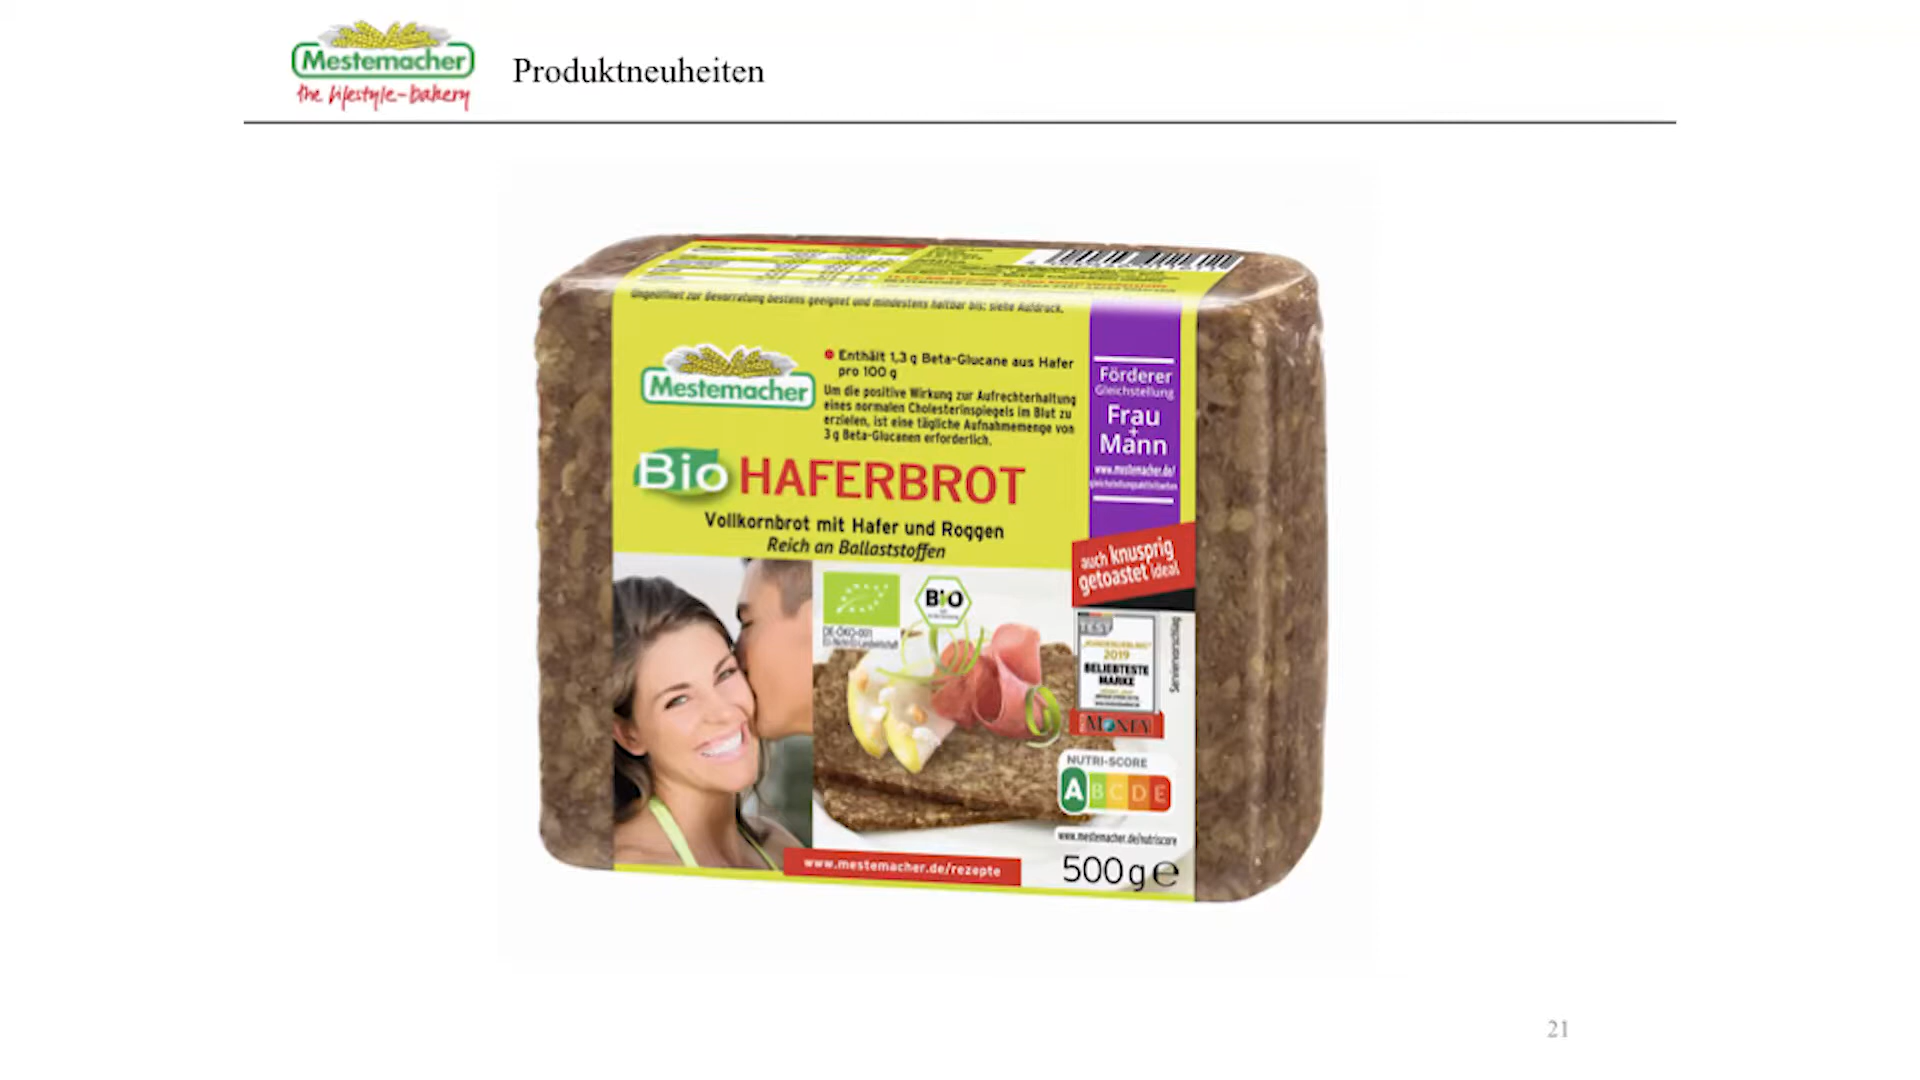 Mestemacher
the lifestyle-bakery
Produktneuheiten
Ungeöffnet zur Bevorratung bestens geeignet und mindestens haltbar bis: siehe Aufdruck.
Mestemacher
Enthält 1,3 g Beta-Glucane aus Hafer
pro 100 g
Um die positive Wirkung zur Aufrechterhaltung
eines normalen Cholesterinspiegels im Blut zu
erzielen, ist eine tägliche Aufnahmemenge von
3 g Beta-Glucanen erforderlich.
Förderer
Gleichstellung
Frau
+
Mann
www.mestemacher.de/
gleichstellungsaktivitaeten
Bio HAFERBROT
Vollkornbrot mit Hafer und Roggen
Reich an Ballaststoffen
auch knusprig
getoastet ideal
BIO
DE-ÖKO-001
TEST
2019
BELIEBTESTE
MARKE
MONEY
Serviervorschlag
NUTRI-SCORE
A B C D E
www.mestemacher.de/nutriscore
www.mestemacher.de/rezepte
500 g e
21